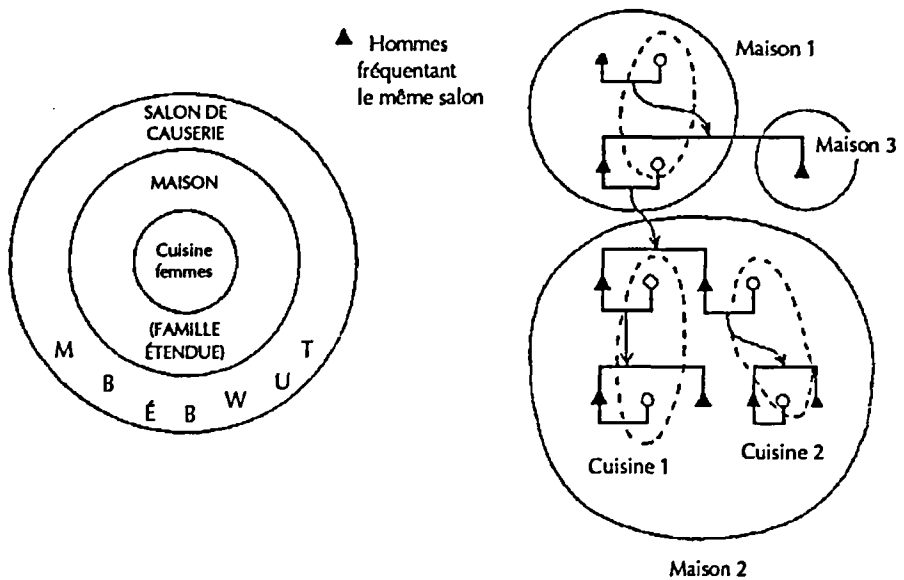 SALON DE
CAUSERIE
MAISON
Cuisine
femmes
(FAMILLE
ÉTENDUE)
M B É B W U T
Hommes
fréquentant
le même salon
Maison 1
Maison 3
Cuisine 1
Cuisine 2
Maison 2